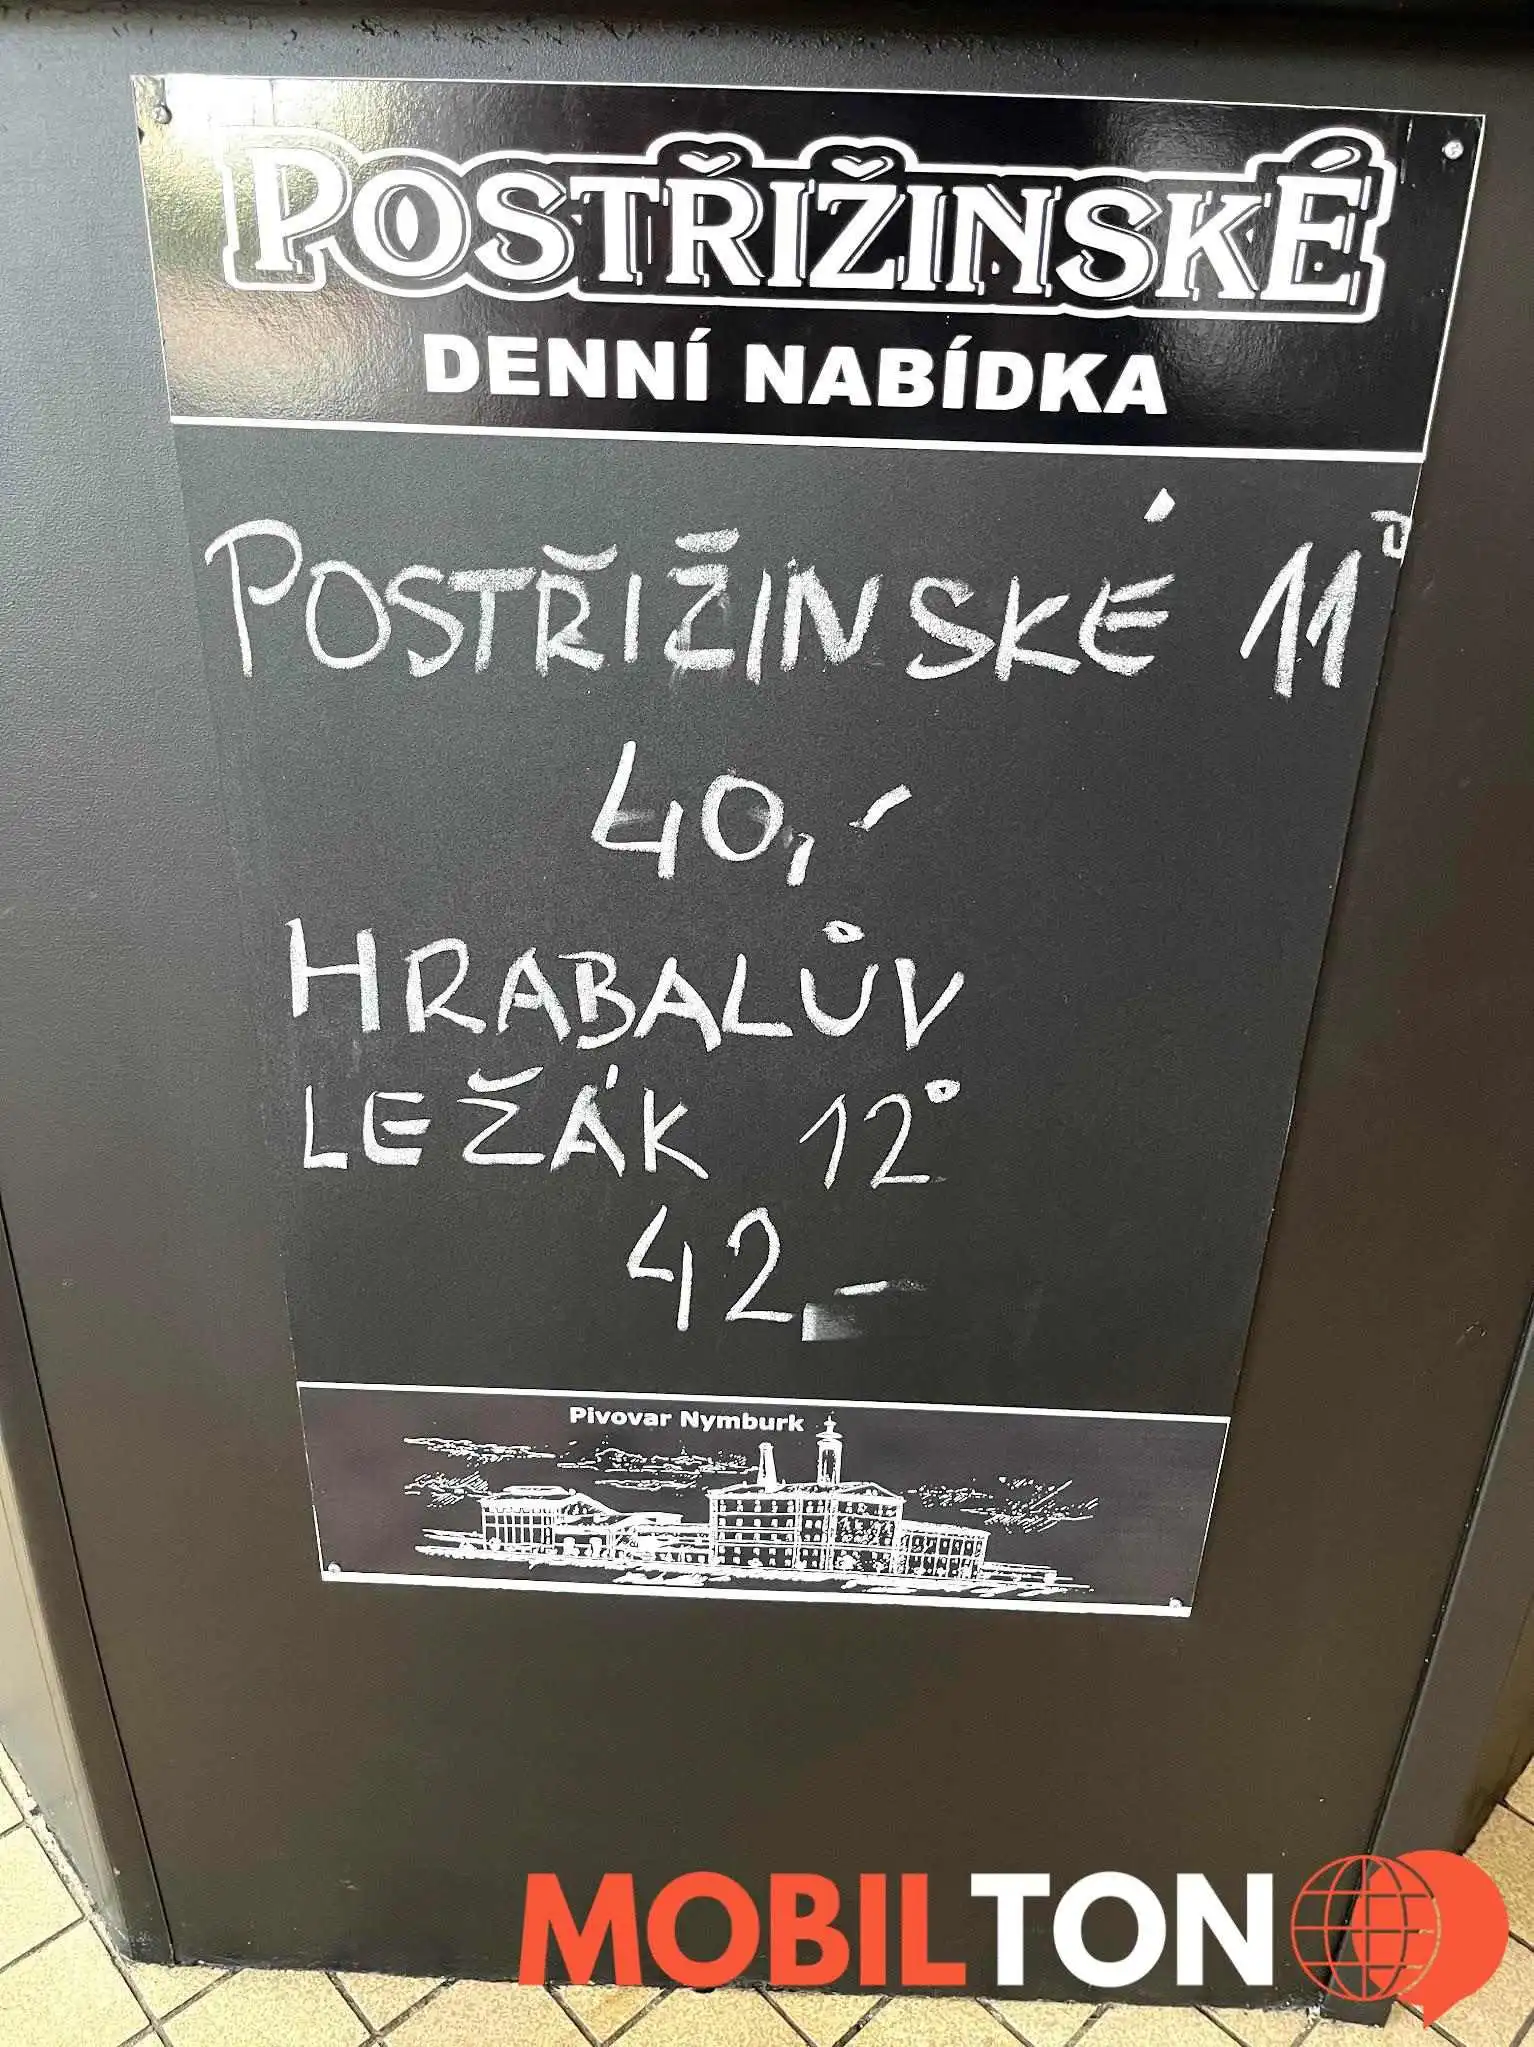 POSTŘIŽINSKÉ
DENNÍ NABÍDKA
POSTŘIŽINSKÉ 11°
40,-
HRABALŮV
LEŽÁK 12°
42,-
Pivovar Nymburk
MOBILTON